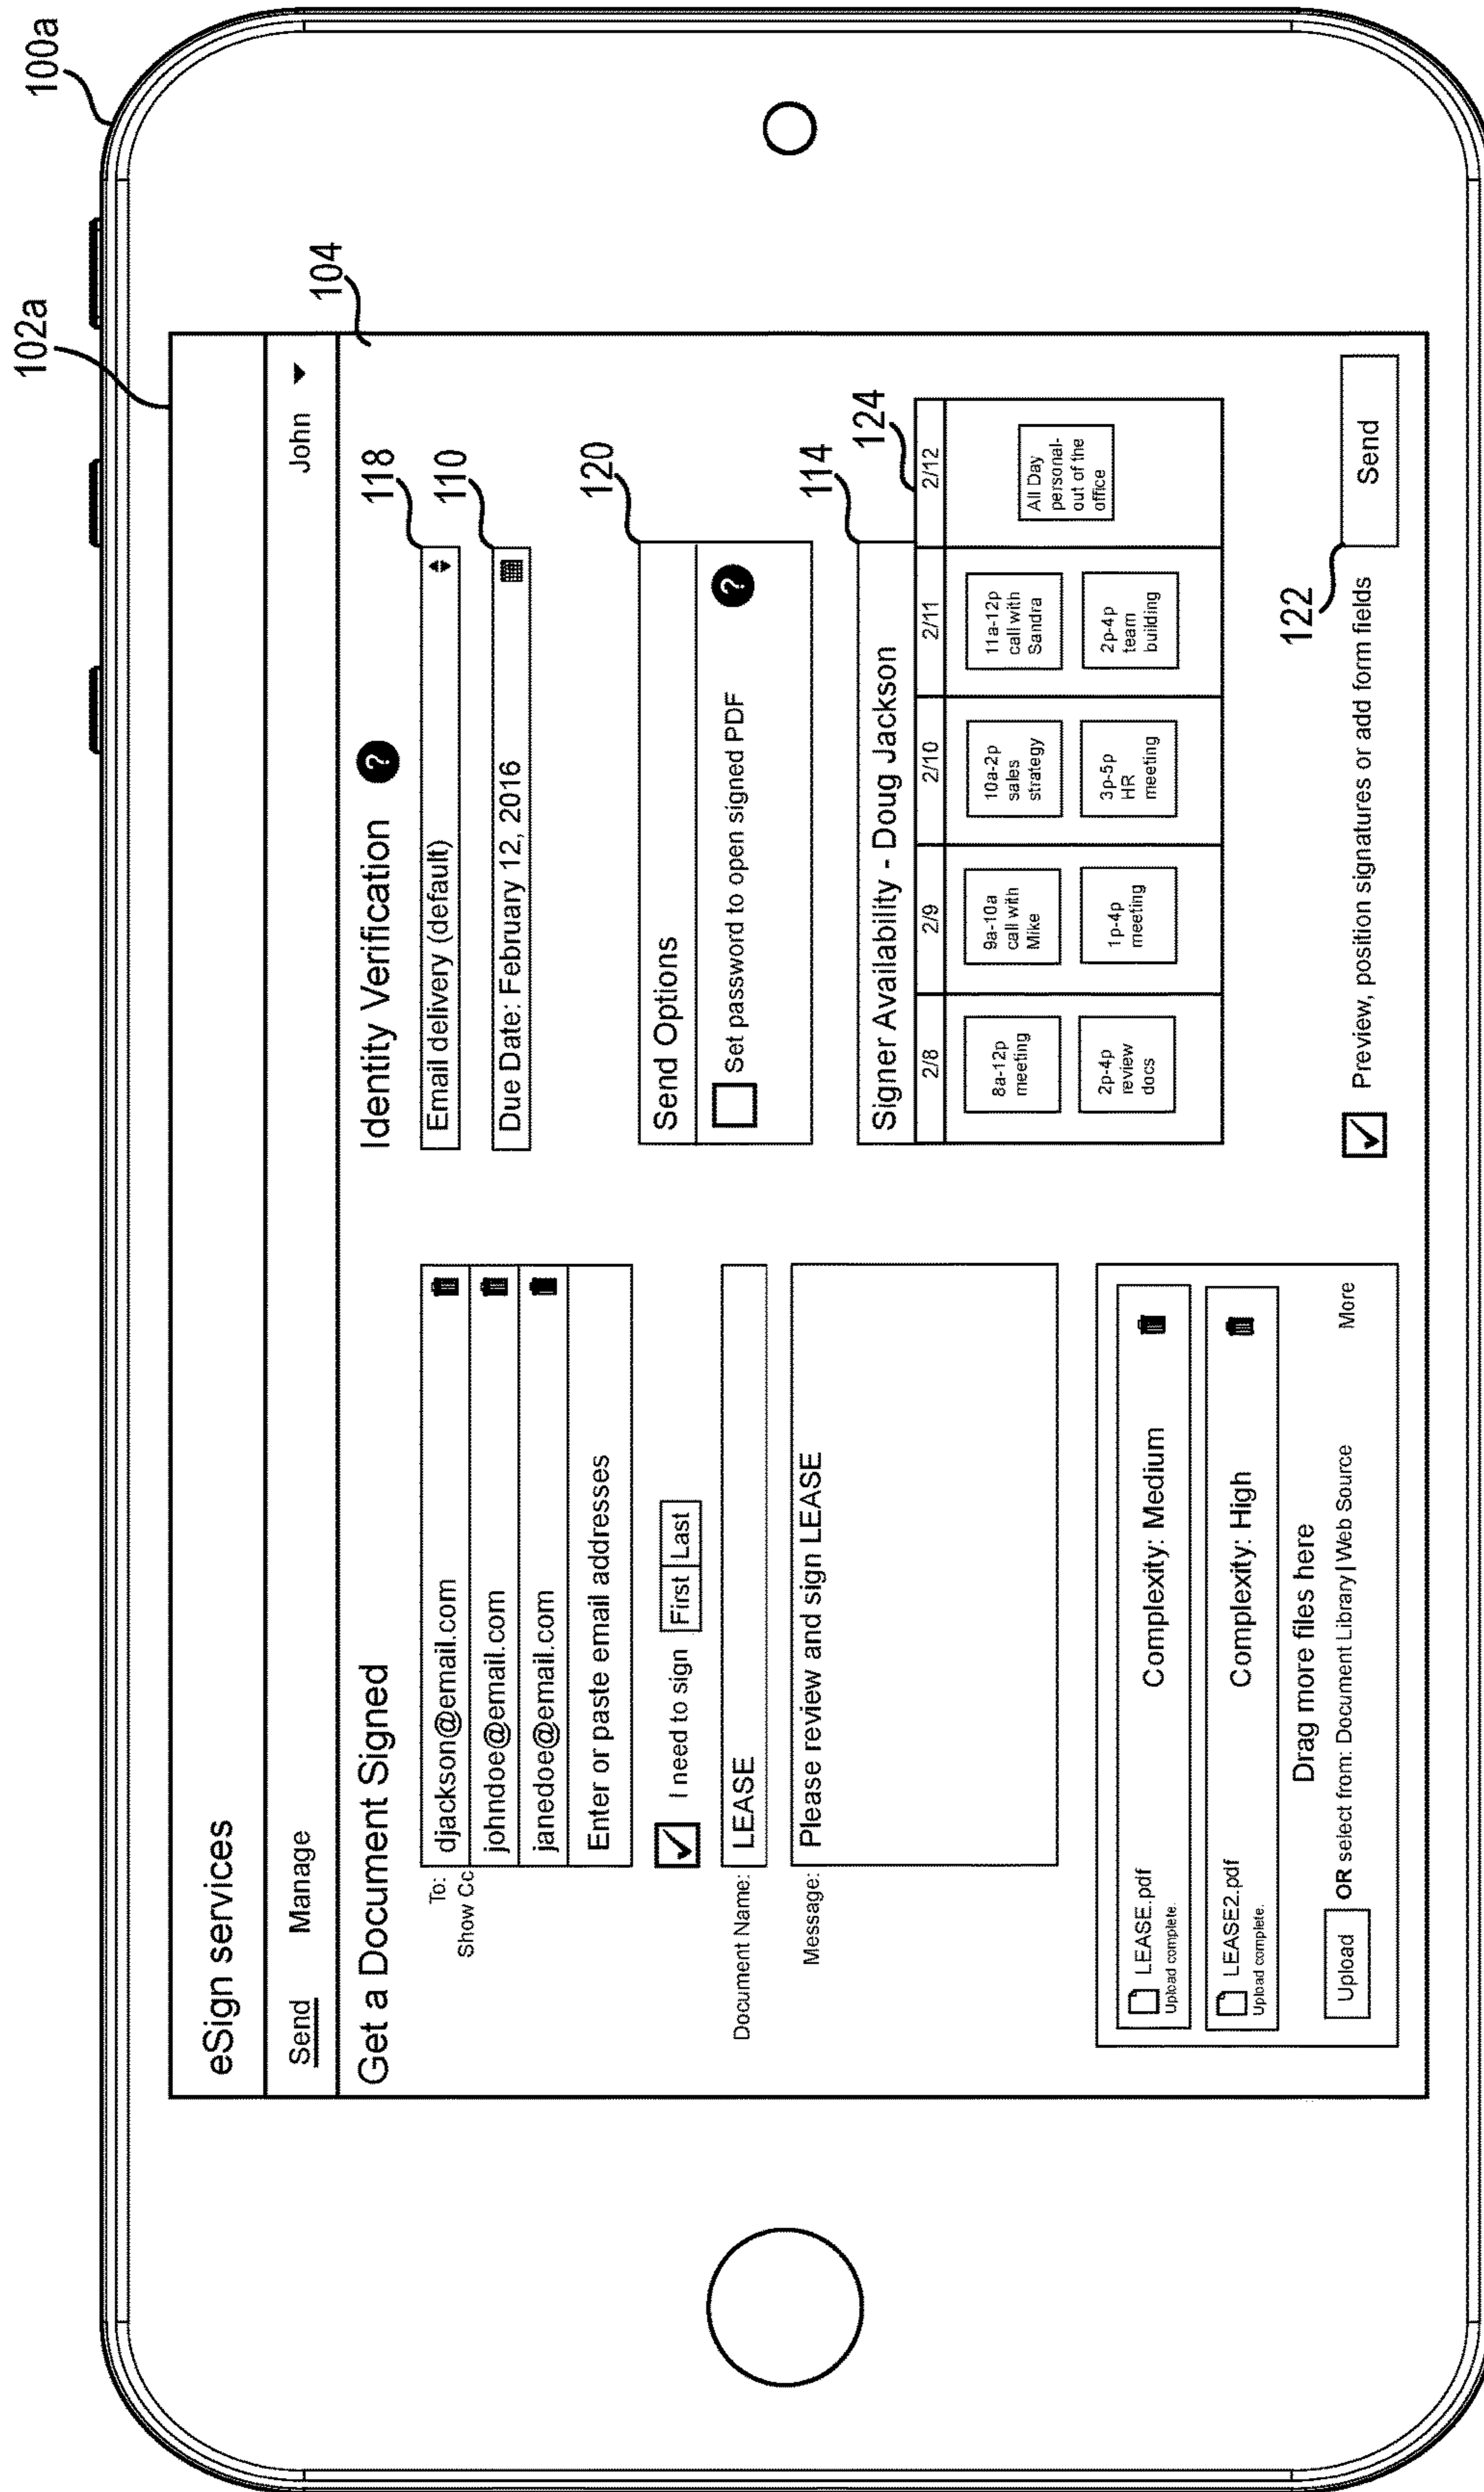 100a
102a
eSign services
Send Manage John
104
Get a Document Signed
To:
Show Cc
djackson@email.com
johndoe@email.com
janedoe@email.com
Enter or paste email addresses
I need to sign First Last
Document Name: LEASE
Message: Please review and sign LEASE
LEASE.pdf Complexity: Medium
Upload complete.
LEASE2.pdf Complexity: High
Upload complete.
Drag more files here
Upload OR select from: Document Library | Web Source More
Identity Verification ?
118
Email delivery (default)
110
Due Date: February 12, 2016
120
Send Options
Set password to open signed PDF ?
114
Signer Availability - Doug Jackson
124
2/8 2/9 2/10 2/11 2/12
8a-12p
meeting
2p-4p
review
docs
9a-10a
call with
Mike
1p-4p
meeting
10a-2p
sales
strategy
3p-5p
HR
meeting
11a-12p
call with
Sandra
2p-4p
team
building
All Day
personal-
out of the
office
122
Preview, position signatures or add form fields
Send